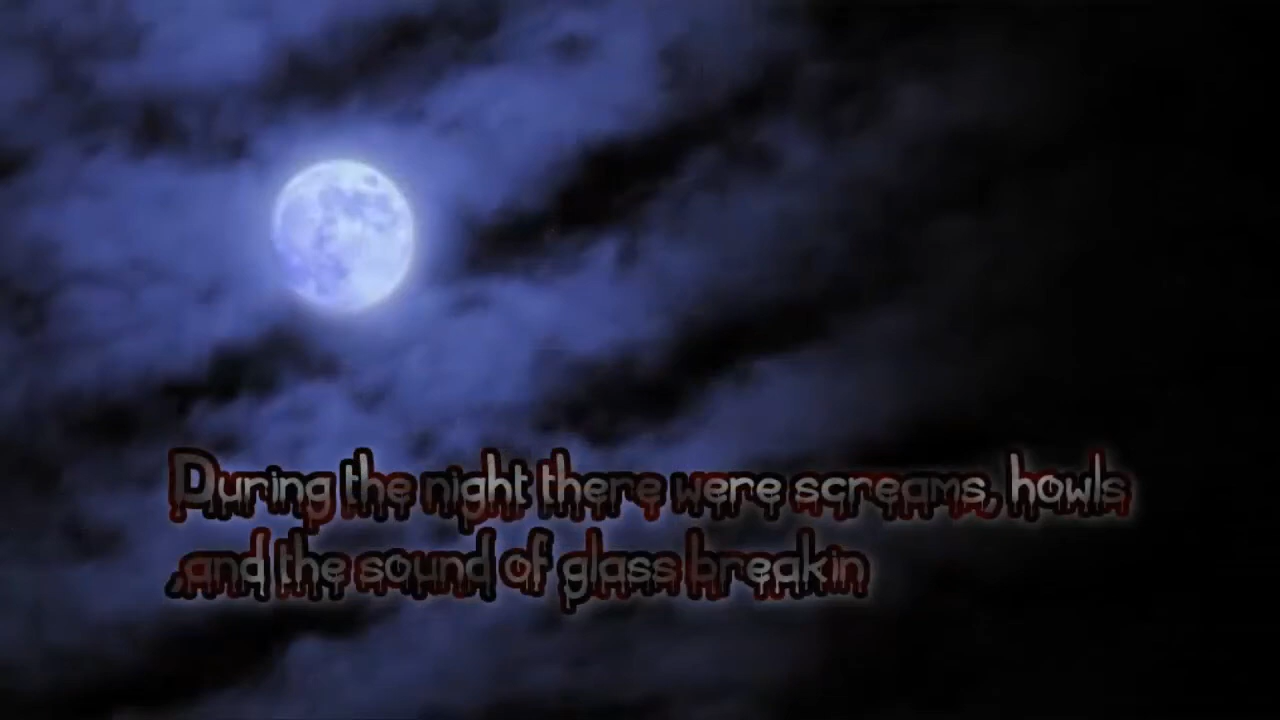 During the night there were screams, howls
,and the sound of glass breakin